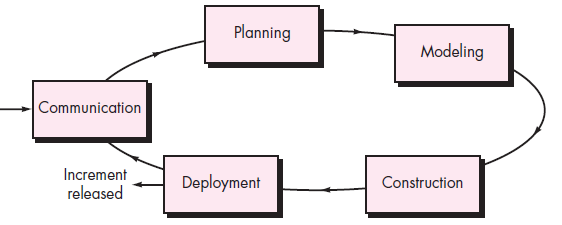 Planning
Modeling
Communication
Increment
released
Deployment
Construction